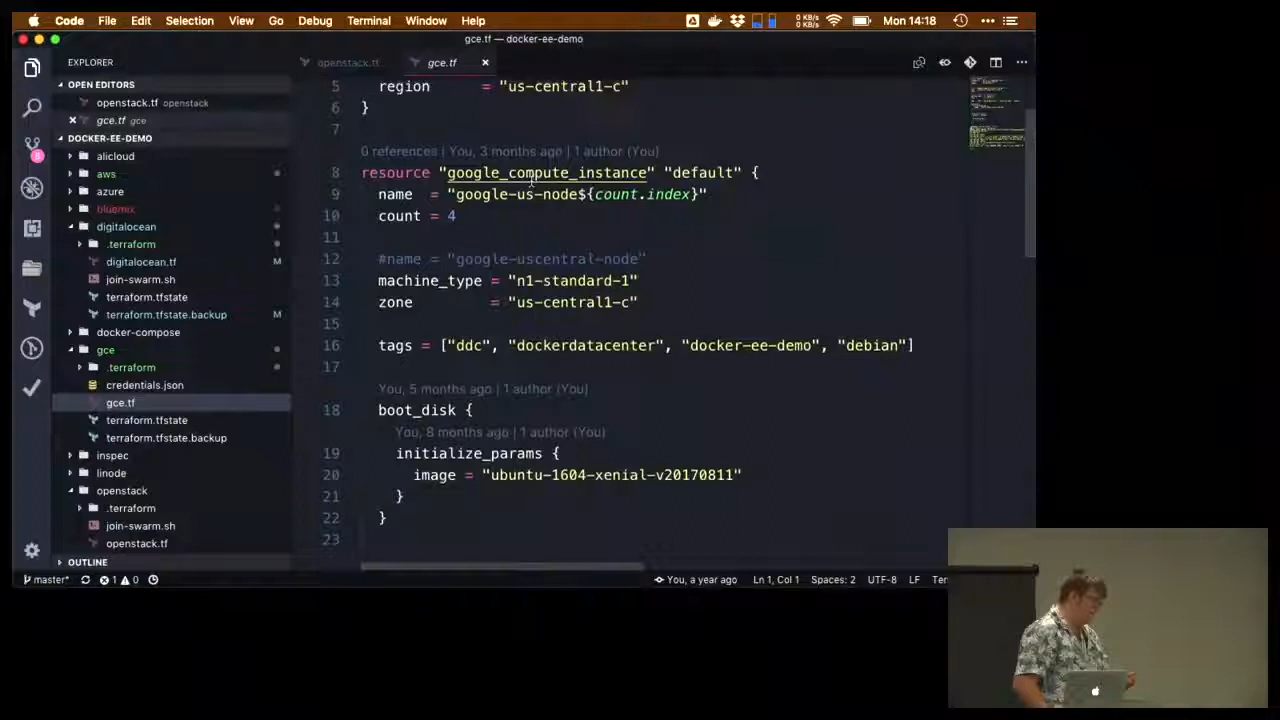 Code File Edit Selection View Go Debug Terminal Window Help 0 KB/s 0 KB/s Mon 14:18
gce.tf — docker-ee-demo
EXPLORER
openstack.tf
gce.tf
OPEN EDITORS
openstack.tf openstack
gce.tf gce
DOCKER-EE-DEMO
alicloud
aws
azure
bluemix
digitalocean
.terraform
digitalocean.tf M
join-swarm.sh
terraform.tfstate
terraform.tfstate.backup M
docker-compose
gce
.terraform
credentials.json
gce.tf
terraform.tfstate
terraform.tfstate.backup
inspec
linode
openstack
.terraform
join-swarm.sh
openstack.tf
OUTLINE
8
5 region = "us-central1-c"
6 }
7
0 references | You, 3 months ago | 1 author (You)
8 resource "google_compute_instance" "default" {
9 name = "google-us-node${count.index}"
10 count = 4
11
12 #name = "google-uscentral-node"
13 machine_type = "n1-standard-1"
14 zone = "us-central1-c"
15
16 tags = ["ddc", "dockerdatacenter", "docker-ee-demo", "debian"]
17
You, 5 months ago | 1 author (You)
18 boot_disk {
You, 8 months ago | 1 author (You)
19 initialize_params {
20 image = "ubuntu-1604-xenial-v20170811"
21 }
22 }
23
master* 1 0 You, a year ago Ln 1, Col 1 Spaces: 2 UTF-8 LF